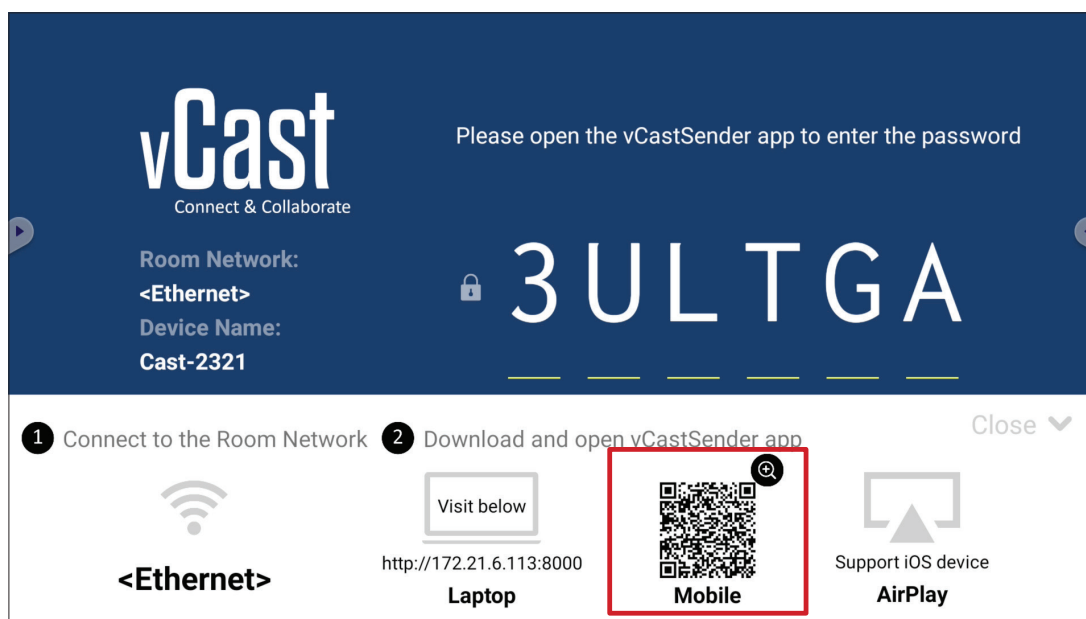 vCast
Connect & Collaborate
Please open the vCastSender app to enter the password
Room Network:
<Ethernet>
Device Name:
Cast-2321
3ULTGA
Close
1 Connect to the Room Network
2 Download and open vCastSender app
<Ethernet>
Visit below
http://172.21.6.113:8000
Laptop
Mobile
Support iOS device
AirPlay